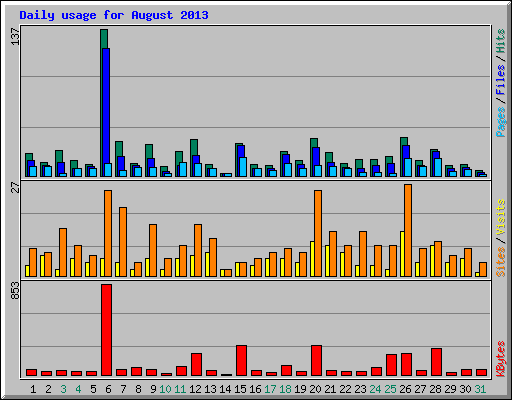 Daily usage for August 2013
137
Pages / Files / Hits
27
Sites / Visits
853
KBytes
1 2 3 4 5 6 7 8 9 10 11 12 13 14 15 16 17 18 19 20 21 22 23 24 25 26 27 28 29 30 31